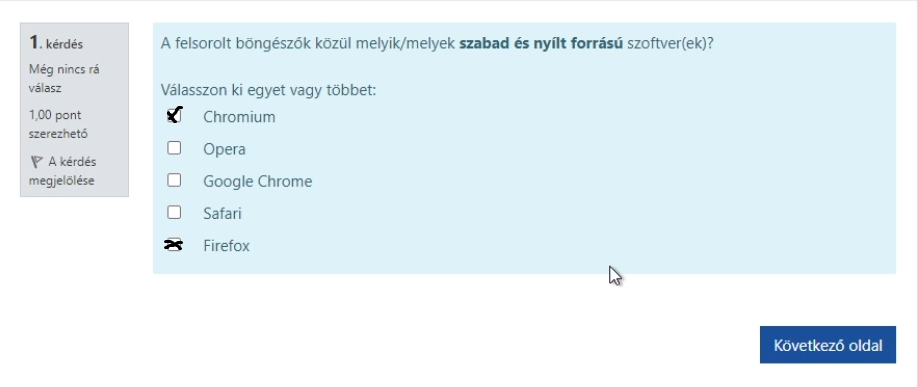 1. kérdés
Még nincs rá
válasz
1,00 pont
szerezhető
A kérdés
megjelölése
A felsorolt böngészők közül melyik/melyek szabad és nyílt forrású szoftver(ek)?
Válasszon ki egyet vagy többet:
Chromium
Opera
Google Chrome
Safari
Firefox
Következő oldal